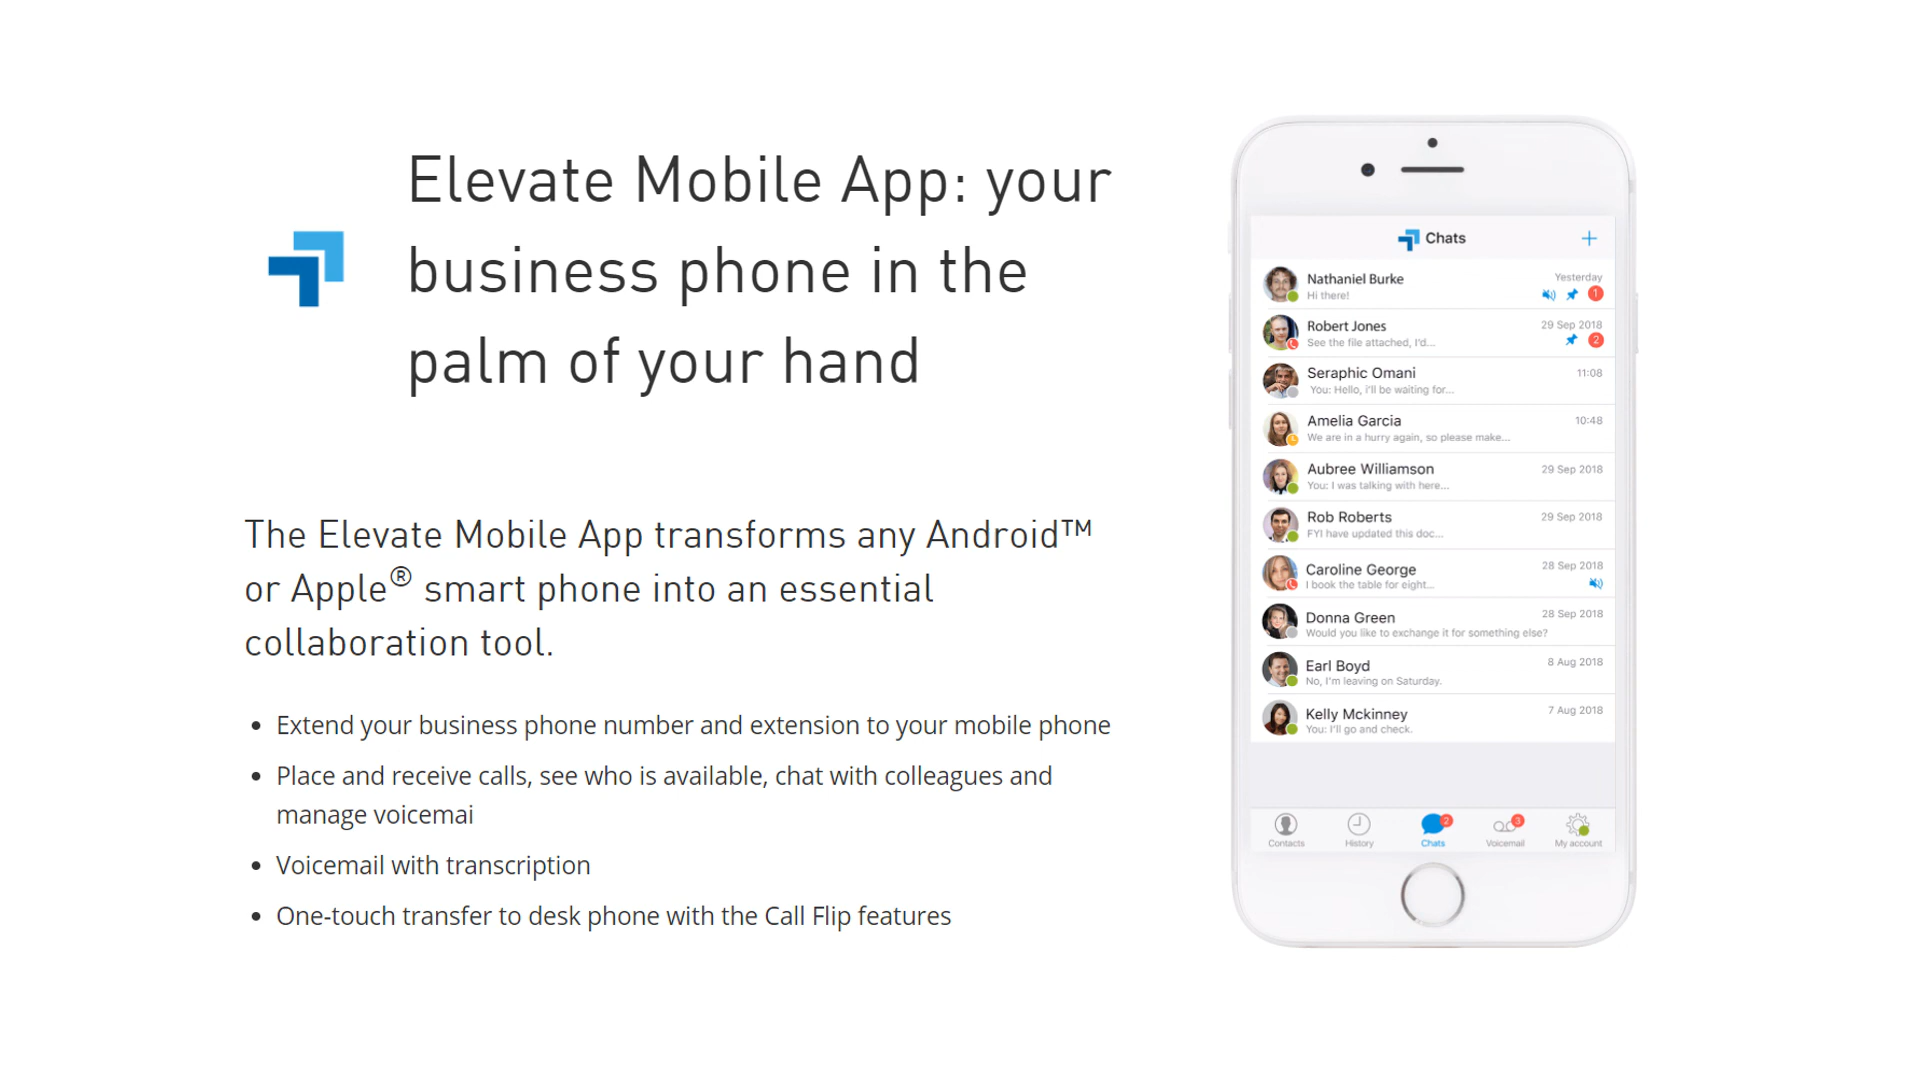 Elevate Mobile App: your
business phone in the
palm of your hand
The Elevate Mobile App transforms any Android™
or Apple® smart phone into an essential
collaboration tool.
• Extend your business phone number and extension to your mobile phone
• Place and receive calls, see who is available, chat with colleagues and
manage voicemai
• Voicemail with transcription
• One-touch transfer to desk phone with the Call Flip features
Chats
Nathaniel Burke Yesterday
Hi there! 1
Robert Jones 29 Sep 2018
See the file attached, I'd... 2
Seraphic Omani 11:08
You: Hello, i'll be waiting for...
Amelia Garcia 10:48
We are in a hurry again, so please make...
Aubree Williamson 29 Sep 2018
You: I was talking with here...
Rob Roberts 29 Sep 2018
FYI have updated this doc...
Caroline George 28 Sep 2018
I book the table for eight...
Donna Green 28 Sep 2018
Would you like to exchange it for something else?
Earl Boyd 8 Aug 2018
No, I'm leaving on Saturday.
Kelly Mckinney 7 Aug 2018
You: I'll go and check.
2 3
Contacts History Chats Voicemail My account